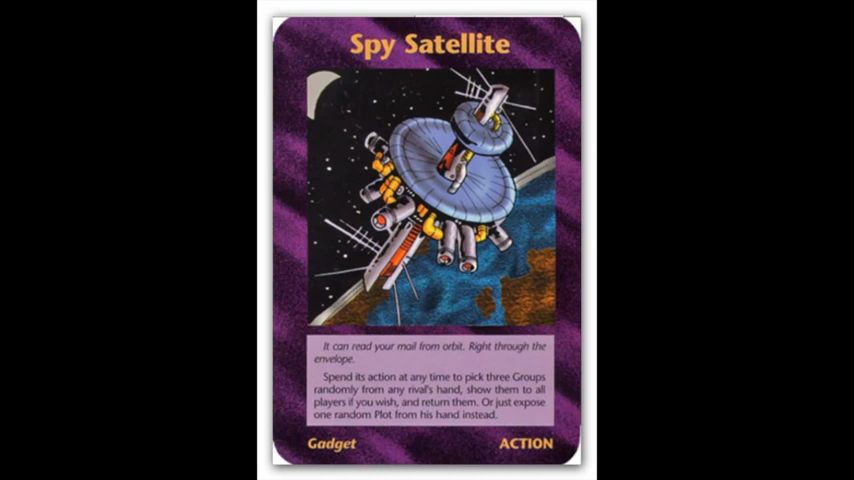 Spy Satellite
It can read your mail from orbit. Right through the
envelope.
Spend its action at any time to pick three Groups
randomly from any rival's hand, show them to all
players if you wish, and return them. Or just expose
one random Plot from his hand instead.
Gadget
ACTION